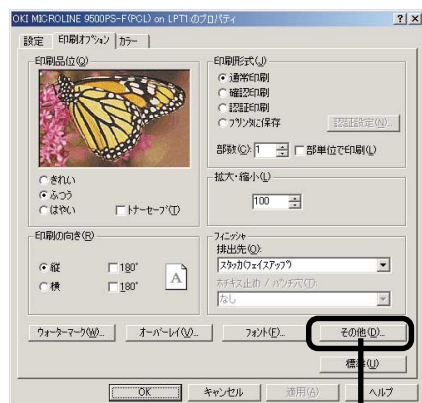 OKI MICROLINE 9500PS-F(PCL) on LPT1 のプロパティ
設定 印刷オプション カラー
印刷品位(Q)
きれい
ふつう
はやい
トナーセーブ(T)
印刷形式(J)
通常印刷
確認印刷
認証印刷
プリンタに保存
認証設定(N)...
部数(C): 1 部単位で印刷(L)
拡大・縮小(L)
100
印刷の向き(R)
縦 180°
横 180°
A
フィニッシャ
排出先(O):
スタッカ(フェイスアップ)
ホチキス止め / パンチ穴(T):
なし
ウォーターマーク(W)... オーバーレイ(V)... フォント(F)... その他(D)...
標準(U)
OK キャンセル 適用(A) ヘルプ